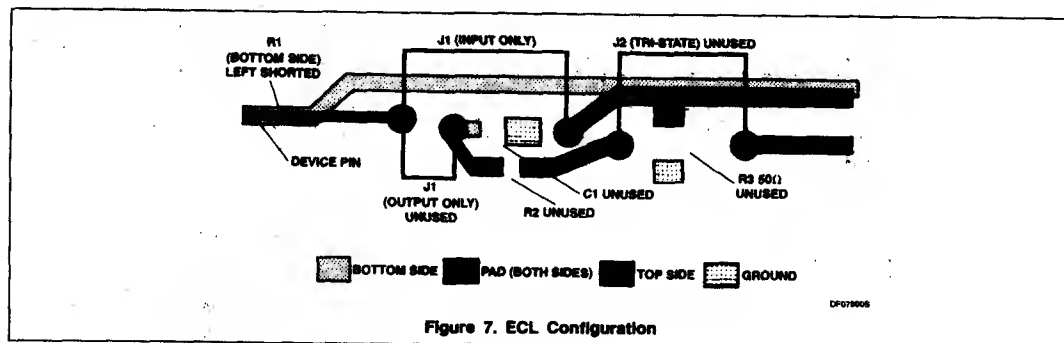 R1
(BOTTOM SIDE)
LEFT SHORTED
J1 (INPUT ONLY)
J2 (TRI-STATE) UNUSED
DEVICE PIN
J1
(OUTPUT ONLY)
UNUSED
R2 UNUSED
C1 UNUSED
R3 50Ω
UNUSED
BOTTOM SIDE
PAD (BOTH SIDES)
TOP SIDE
GROUND
Figure 7. ECL Configuration